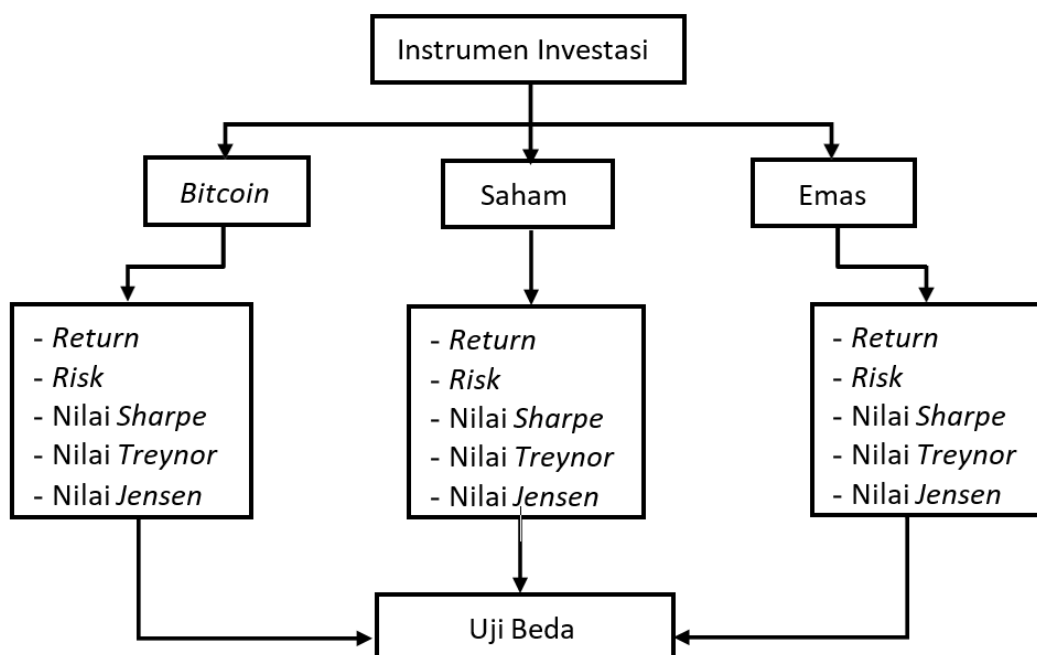 Instrumen Investasi
Bitcoin
Saham
Emas
- Return
- Risk
- Nilai Sharpe
- Nilai Treynor
- Nilai Jensen
- Return
- Risk
- Nilai Sharpe
- Nilai Treynor
- Nilai Jensen
- Return
- Risk
- Nilai Sharpe
- Nilai Treynor
- Nilai Jensen
Uji Beda